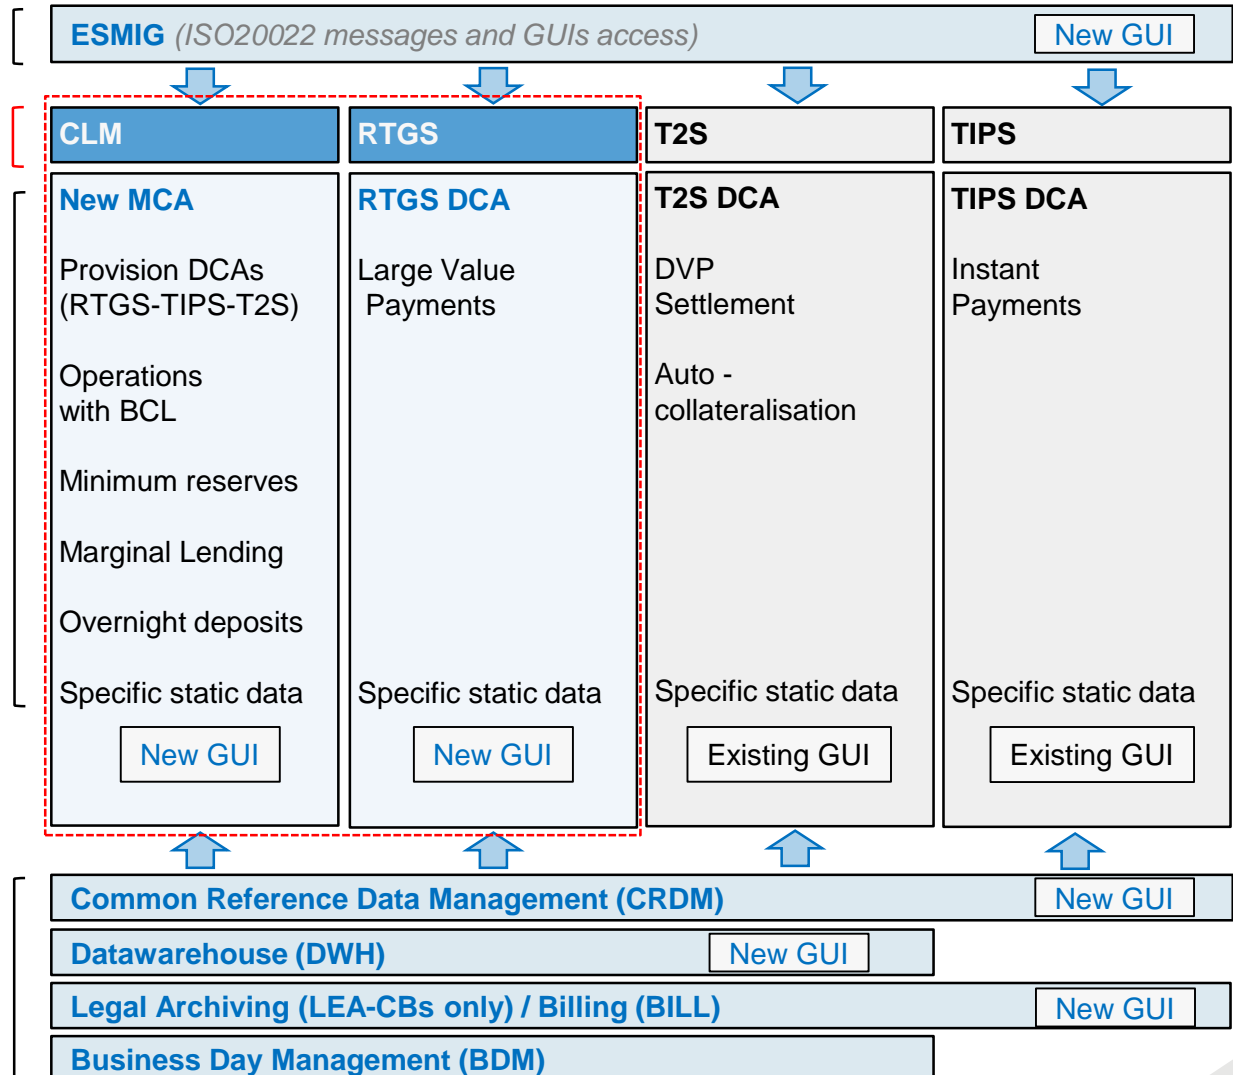 ESMIG (ISO20022 messages and GUIs access)
New GUI
CLM
RTGS
T2S
TIPS
New MCA
Provision DCAs
(RTGS-TIPS-T2S)
Operations
with BCL
Minimum reserves
Marginal Lending
Overnight deposits
Specific static data
New GUI
RTGS DCA
Large Value
Payments
Specific static data
New GUI
T2S DCA
DVP
Settlement
Auto -
collateralisation
Specific static data
Existing GUI
TIPS DCA
Instant
Payments
Specific static data
Existing GUI
Common Reference Data Management (CRDM)
New GUI
Datawarehouse (DWH)
New GUI
Legal Archiving (LEA-CBs only) / Billing (BILL)
New GUI
Business Day Management (BDM)